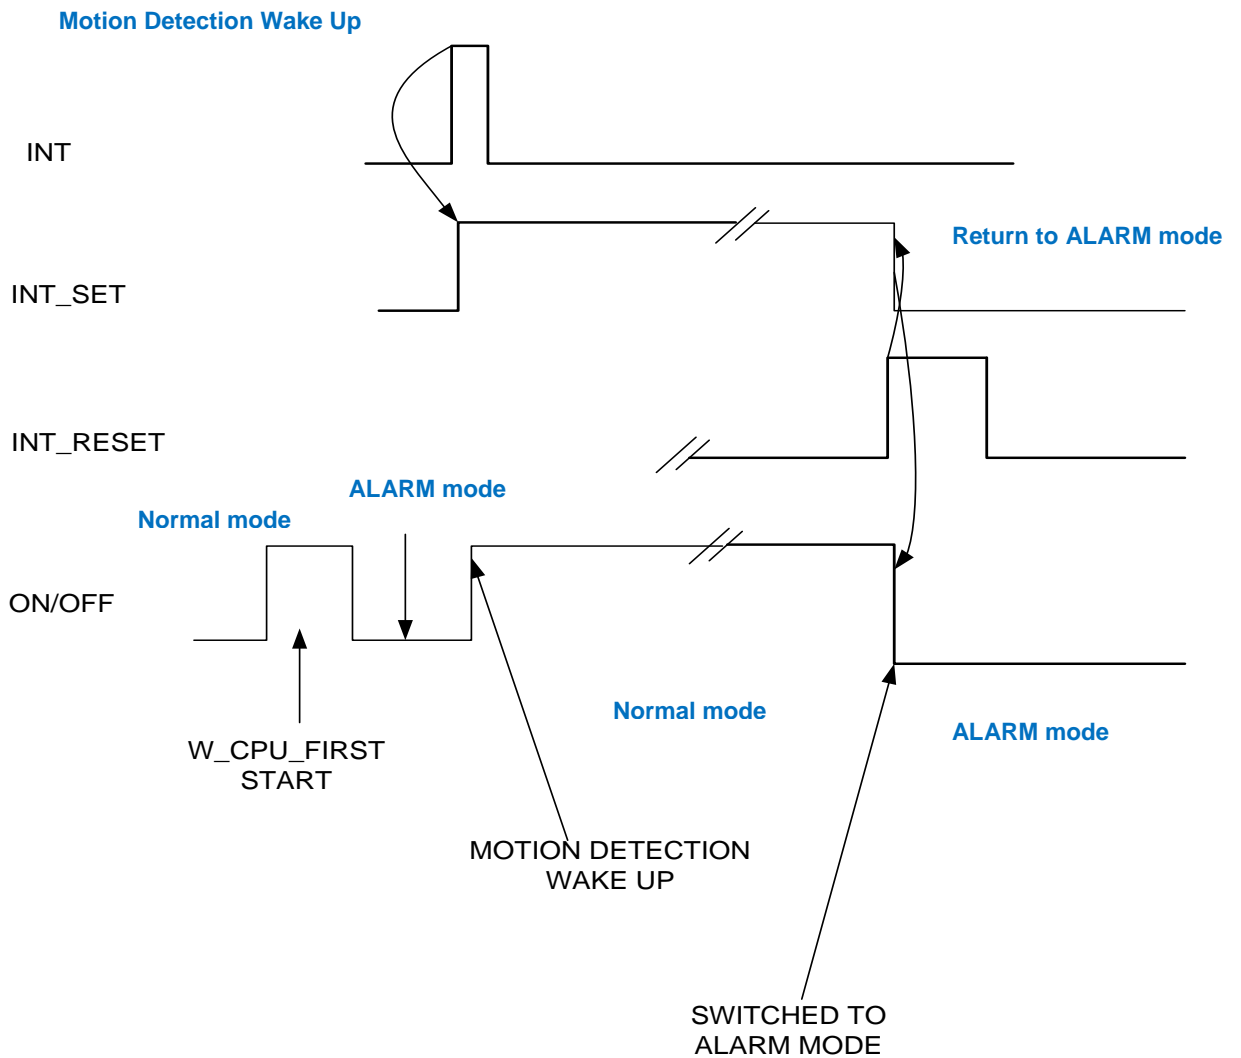 Motion Detection Wake Up
INT
Return to ALARM mode
INT_SET
INT_RESET
ALARM mode
Normal mode
ON/OFF
Normal mode
ALARM mode
W_CPU_FIRST
START
MOTION DETECTION
WAKE UP
SWITCHED TO
ALARM MODE